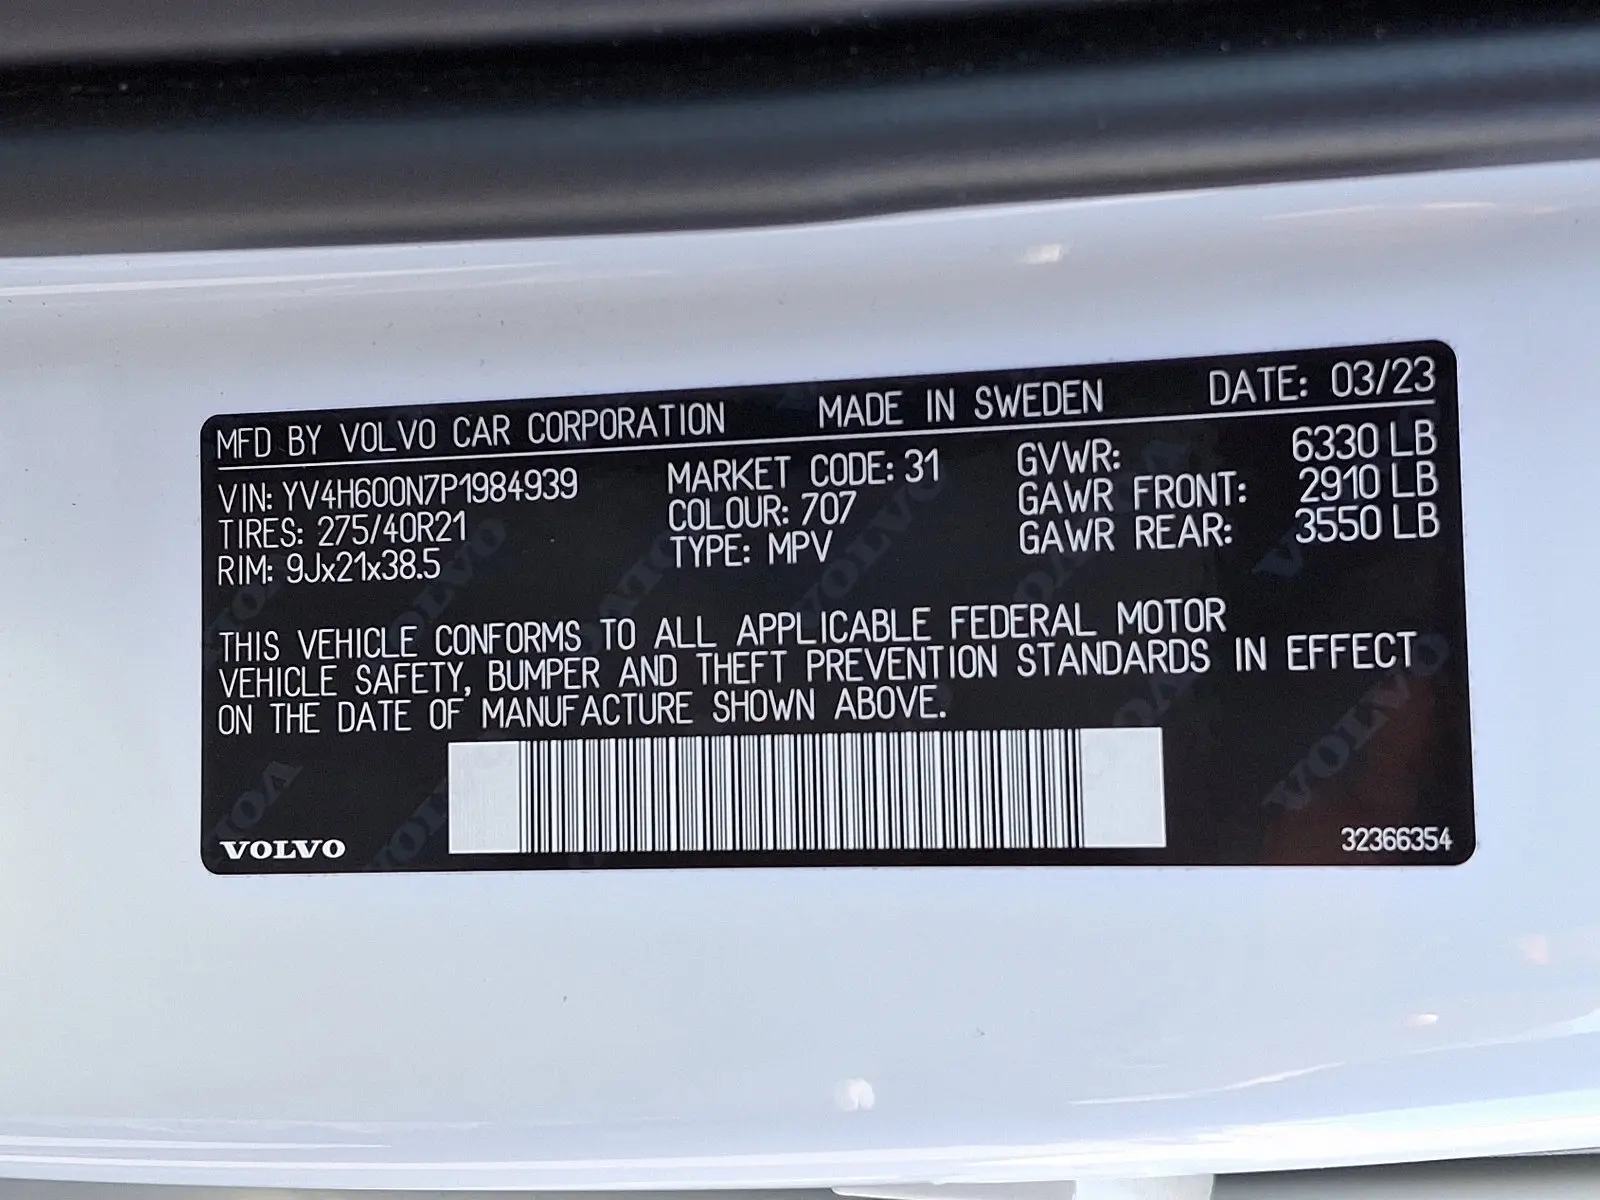 MFD BY VOLVO CAR CORPORATION MADE IN SWEDEN DATE: 03/23
VIN: YV4H600N7P1984939 MARKET CODE: 31 GVWR: 6330 LB
TIRES: 275/40R21 COLOUR: 707 GAWR FRONT: 2910 LB
RIM: 9Jx21x38.5 TYPE: MPV GAWR REAR: 3550 LB
THIS VEHICLE CONFORMS TO ALL APPLICABLE FEDERAL MOTOR
VEHICLE SAFETY, BUMPER AND THEFT PREVENTION STANDARDS IN EFFECT
ON THE DATE OF MANUFACTURE SHOWN ABOVE.
VOLVO 32366354